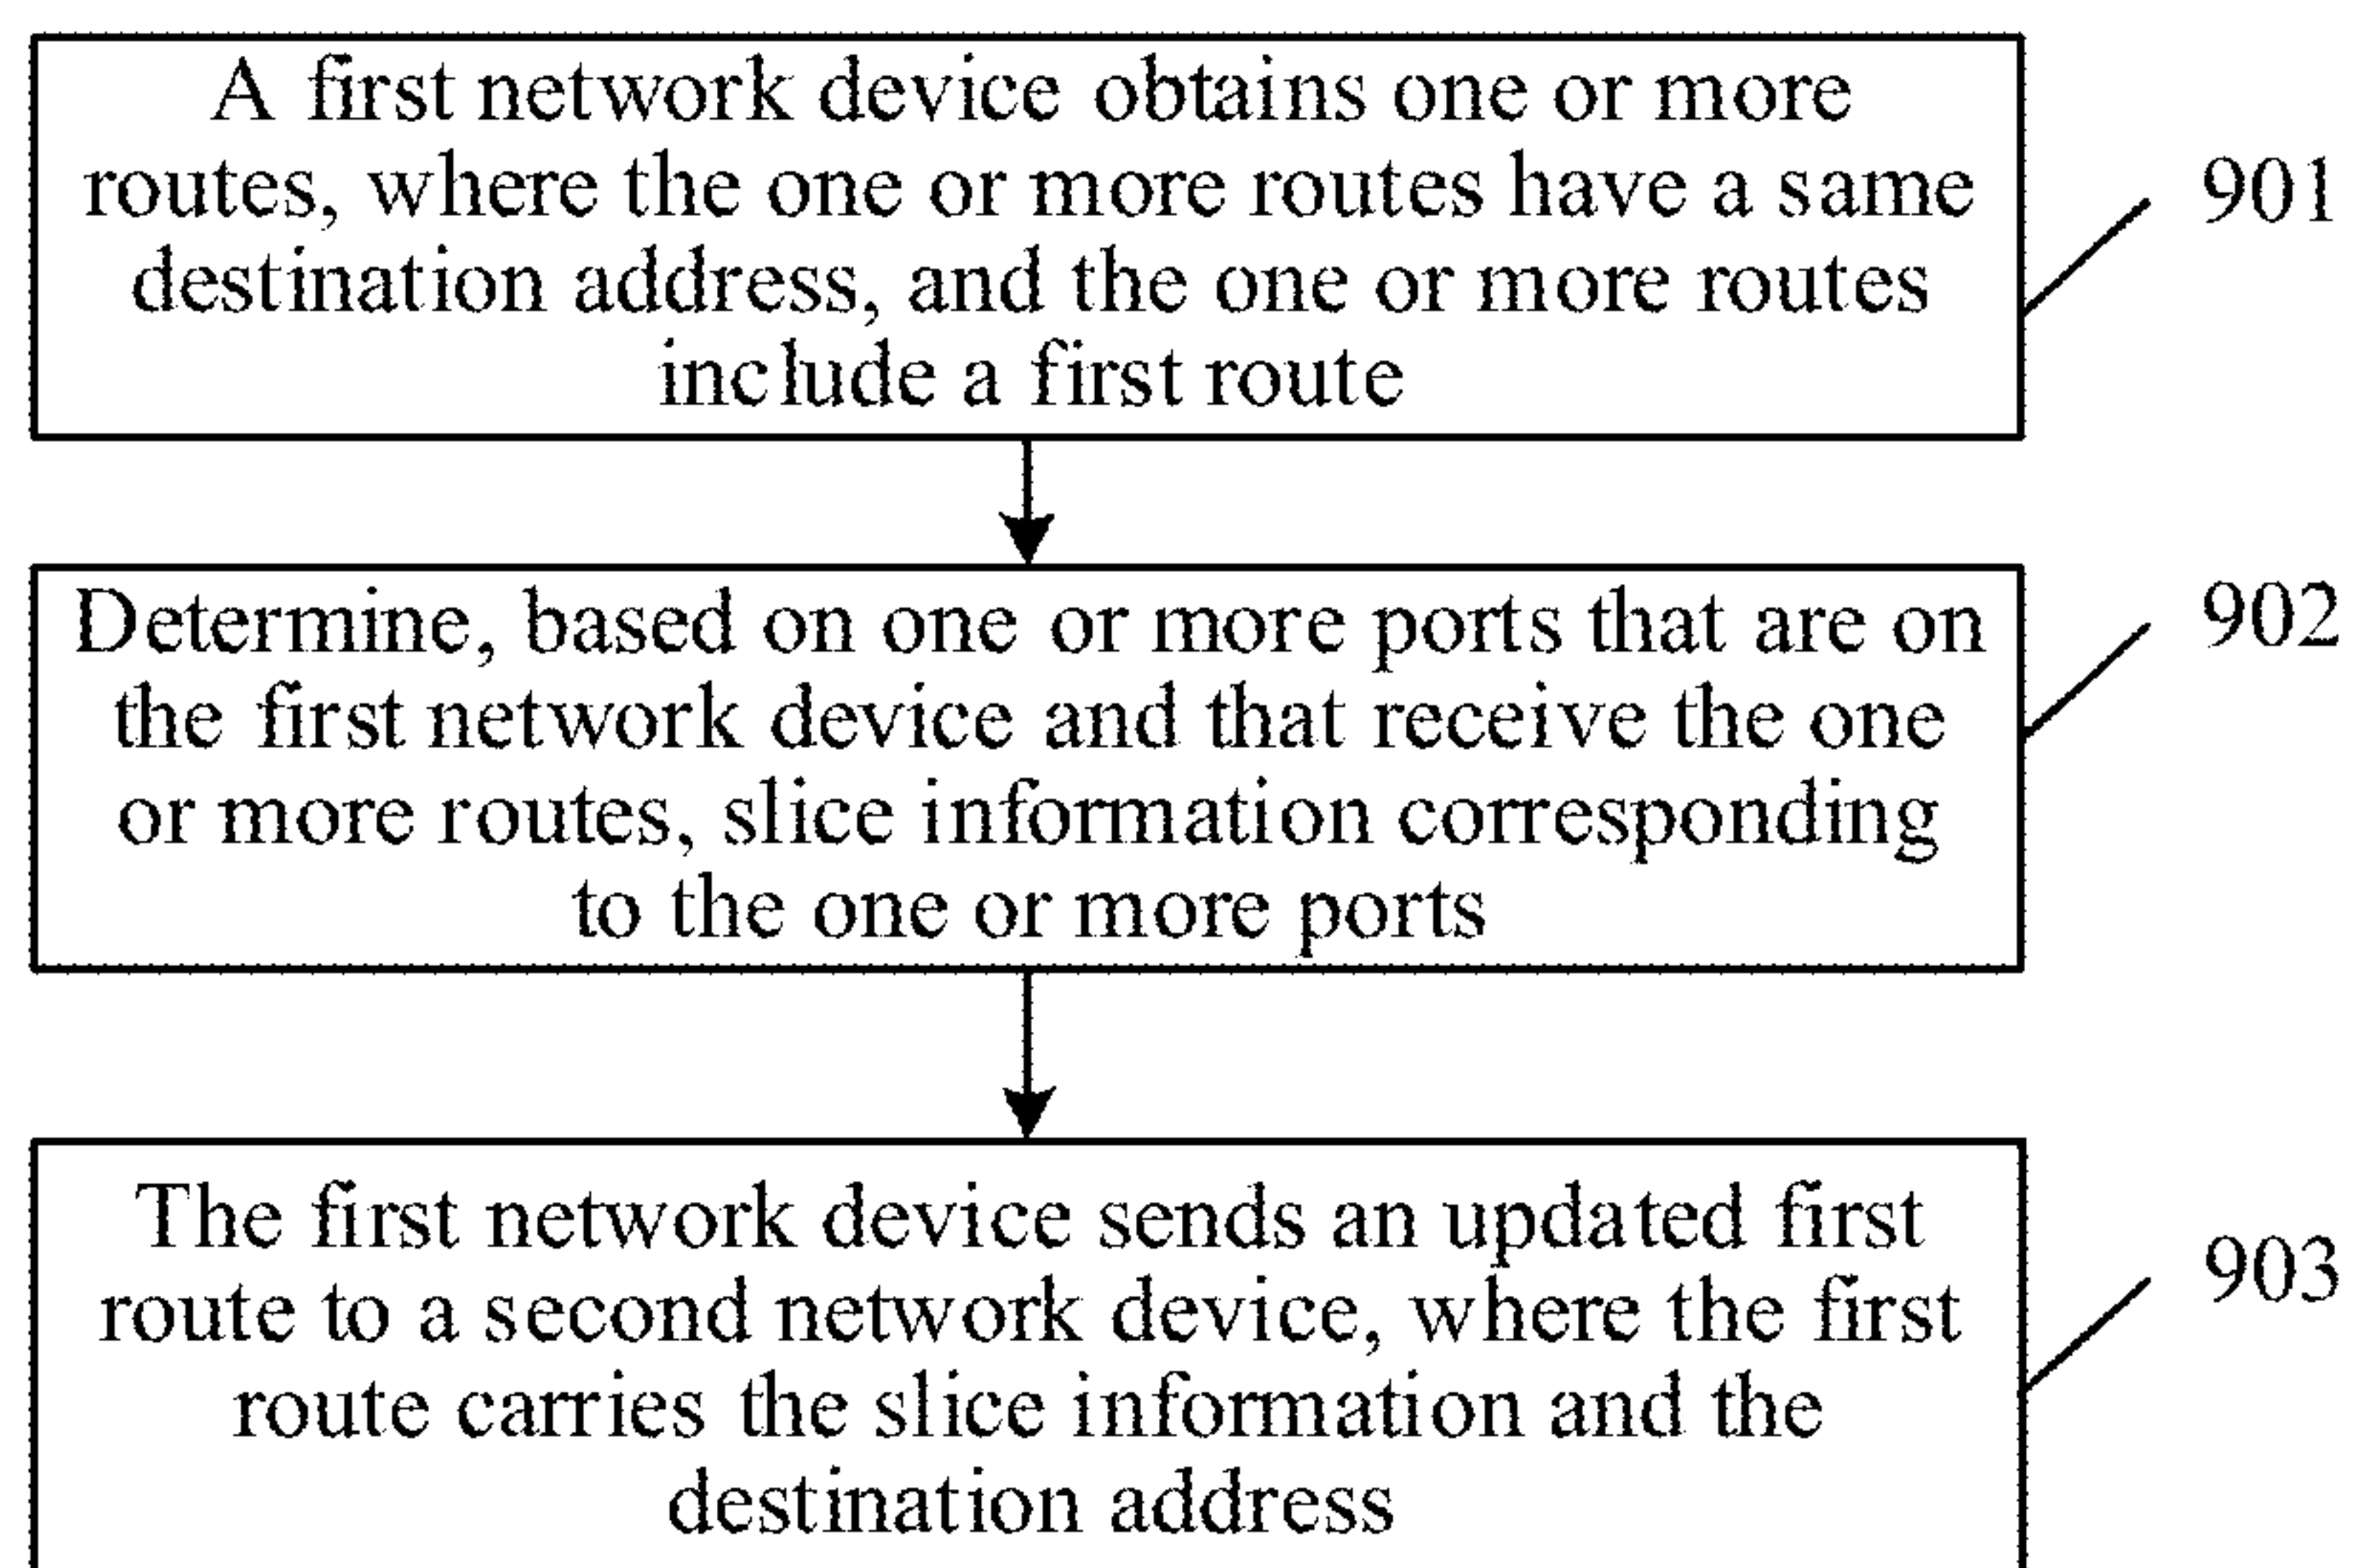 A first network device obtains one or more
routes, where the one or more routes have a same
destination address, and the one or more routes
include a first route
901
Determine, based on one or more ports that are on
the first network device and that receive the one
or more routes, slice information corresponding
to the one or more ports
902
The first network device sends an updated first
route to a second network device, where the first
route carries the slice information and the
destination address
903